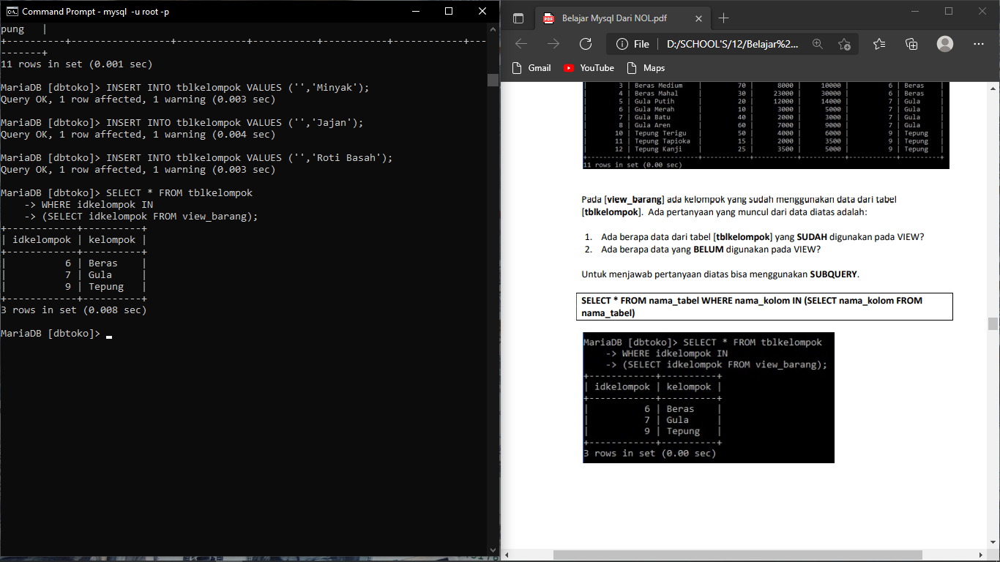 Command Prompt - mysql -u root -p
pung |
+----------+-----------------+------------+-----------+-----------+------------+---
-------+
11 rows in set (0.001 sec)
MariaDB [dbtoko]> INSERT INTO tblkelompok VALUES ('','Minyak');
Query OK, 1 row affected, 1 warning (0.003 sec)
MariaDB [dbtoko]> INSERT INTO tblkelompok VALUES ('','Jajan');
Query OK, 1 row affected, 1 warning (0.004 sec)
MariaDB [dbtoko]> INSERT INTO tblkelompok VALUES ('','Roti Basah');
Query OK, 1 row affected, 1 warning (0.003 sec)
MariaDB [dbtoko]> SELECT * FROM tblkelompok
-> WHERE idkelompok IN
-> (SELECT idkelompok FROM view_barang);
+------------+----------+
| idkelompok | kelompok |
+------------+----------+
| 6 | Beras |
| 7 | Gula |
| 9 | Tepung |
+------------+----------+
3 rows in set (0.008 sec)
MariaDB [dbtoko]>
Belajar Mysql Dari NOL.pdf
File D:/SCHOOL'S/12/Belajar%2...
Gmail YouTube Maps
3 | Beras Medium | 70 | 8000 | 10000 | 6 | Beras |
4 | Beras Mahal | 30 | 23000 | 30000 | 6 | Beras |
5 | Gula Putih | 20 | 12000 | 14000 | 7 | Gula |
6 | Gula Merah | 10 | 3000 | 5000 | 7 | Gula |
7 | Gula Batu | 40 | 2000 | 3000 | 7 | Gula |
8 | Gula Aren | 60 | 7000 | 9000 | 7 | Gula |
10 | Tepung Terigu | 50 | 4000 | 6000 | 9 | Tepung |
11 | Tepung Tapioka | 15 | 2000 | 3500 | 9 | Tepung |
12 | Tepung Kanji | 25 | 3500 | 5000 | 9 | Tepung |
11 rows in set (0.00 sec)
Pada [view_barang] ada kelompok yang sudah menggunakan data dari tabel
[tblkelompok]. Ada pertanyaan yang muncul dari data diatas adalah:
1. Ada berapa data dari tabel [tblkelompok] yang SUDAH digunakan pada VIEW?
2. Ada berapa data yang BELUM digunakan pada VIEW?
Untuk menjawab pertanyaan diatas bisa menggunakan SUBQUERY.
SELECT * FROM nama_tabel WHERE nama_kolom IN (SELECT nama_kolom FROM
nama_tabel)
MariaDB [dbtoko]> SELECT * FROM tblkelompok
-> WHERE idkelompok IN
-> (SELECT idkelompok FROM view_barang);
+------------+----------+
| idkelompok | kelompok |
+------------+----------+
| 6 | Beras |
| 7 | Gula |
| 9 | Tepung |
+------------+----------+
3 rows in set (0.00 sec)